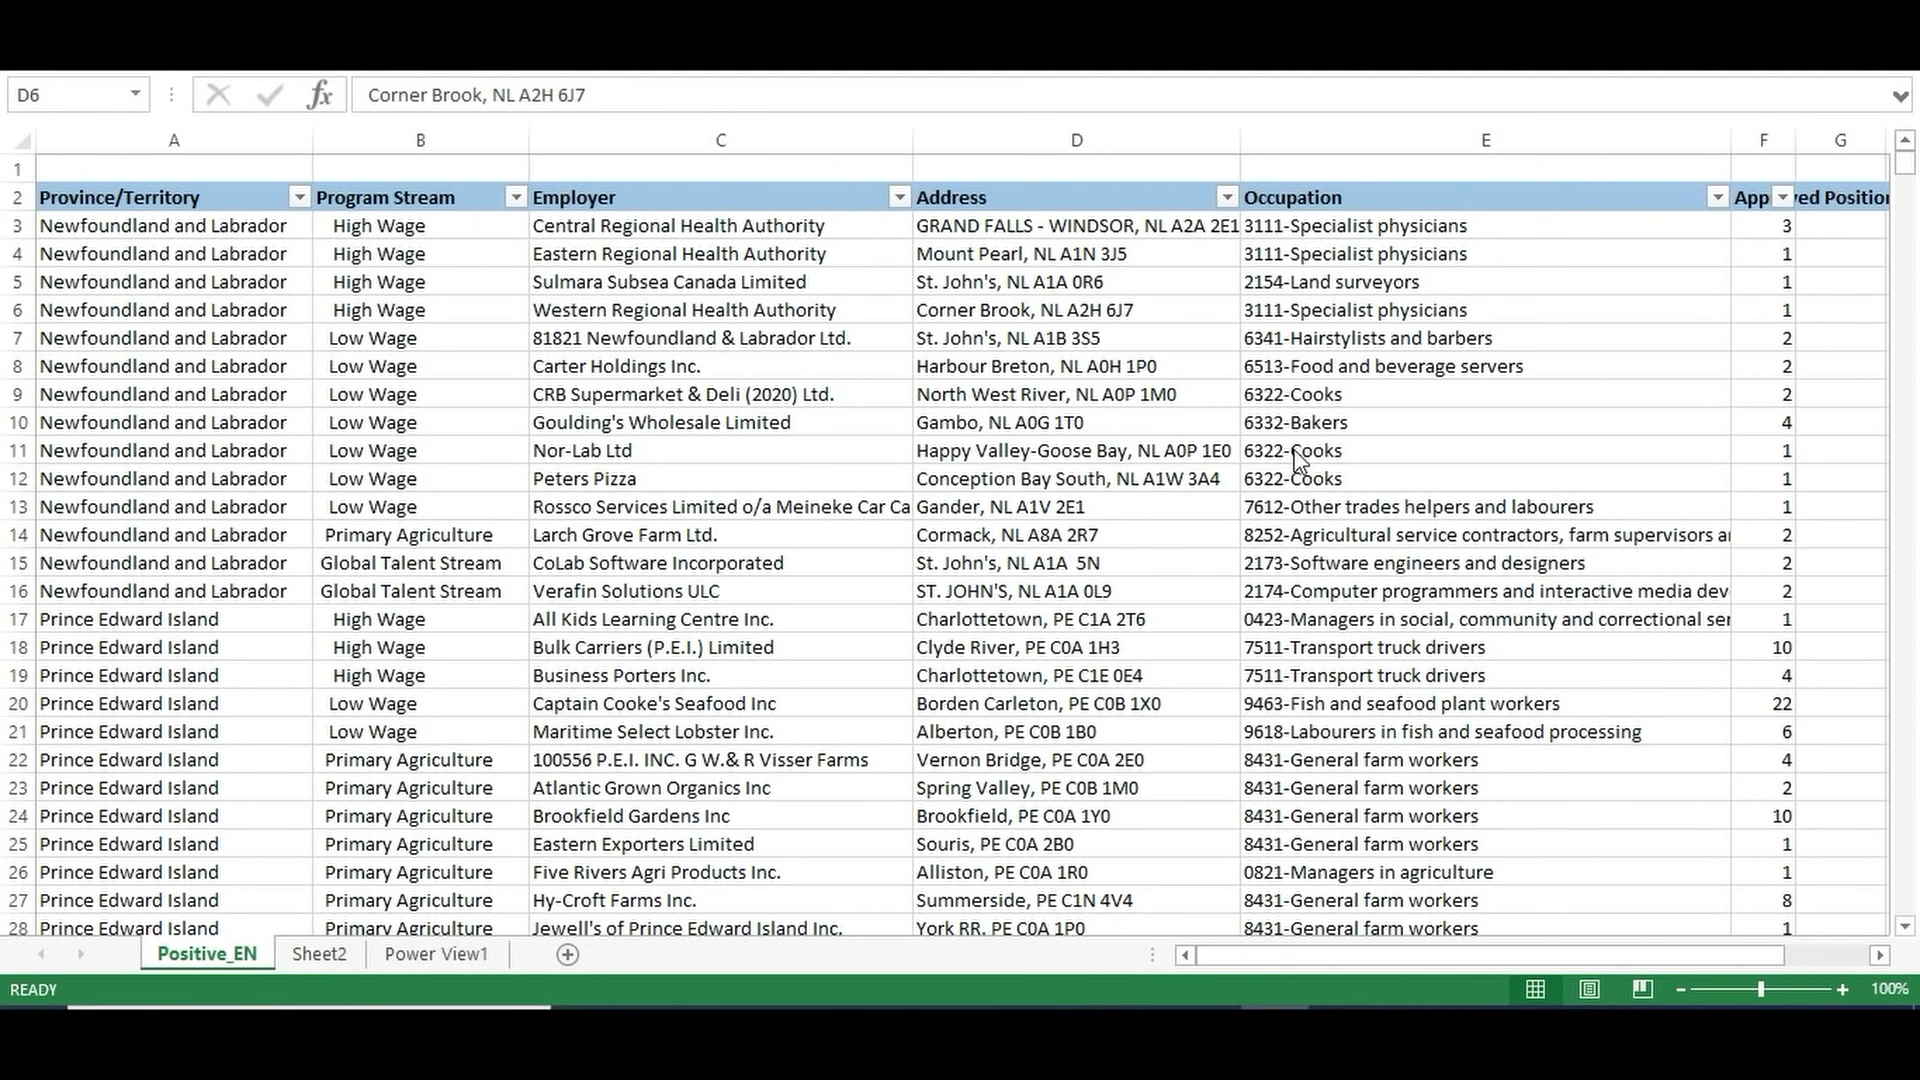 D6 fx Corner Brook, NL A2H 6J7
A B C D E F G
1
2 Province/Territory Program Stream Employer Address Occupation App ved Position
3 Newfoundland and Labrador High Wage Central Regional Health Authority GRAND FALLS - WINDSOR, NL A2A 2E1 3111-Specialist physicians 3
4 Newfoundland and Labrador High Wage Eastern Regional Health Authority Mount Pearl, NL A1N 3J5 3111-Specialist physicians 1
5 Newfoundland and Labrador High Wage Sulmara Subsea Canada Limited St. John's, NL A1A 0R6 2154-Land surveyors 1
6 Newfoundland and Labrador High Wage Western Regional Health Authority Corner Brook, NL A2H 6J7 3111-Specialist physicians 1
7 Newfoundland and Labrador Low Wage 81821 Newfoundland & Labrador Ltd. St. John's, NL A1B 3S5 6341-Hairstylists and barbers 2
8 Newfoundland and Labrador Low Wage Carter Holdings Inc. Harbour Breton, NL A0H 1P0 6513-Food and beverage servers 2
9 Newfoundland and Labrador Low Wage CRB Supermarket & Deli (2020) Ltd. North West River, NL A0P 1M0 6322-Cooks 2
10 Newfoundland and Labrador Low Wage Goulding's Wholesale Limited Gambo, NL A0G 1T0 6332-Bakers 4
11 Newfoundland and Labrador Low Wage Nor-Lab Ltd Happy Valley-Goose Bay, NL A0P 1E0 6322-Cooks 1
12 Newfoundland and Labrador Low Wage Peters Pizza Conception Bay South, NL A1W 3A4 6322-Cooks 1
13 Newfoundland and Labrador Low Wage Rossco Services Limited o/a Meineke Car Ca Gander, NL A1V 2E1 7612-Other trades helpers and labourers 1
14 Newfoundland and Labrador Primary Agriculture Larch Grove Farm Ltd. Cormack, NL A8A 2R7 8252-Agricultural service contractors, farm supervisors a 2
15 Newfoundland and Labrador Global Talent Stream CoLab Software Incorporated St. John's, NL A1A 5N 2173-Software engineers and designers 2
16 Newfoundland and Labrador Global Talent Stream Verafin Solutions ULC ST. JOHN'S, NL A1A 0L9 2174-Computer programmers and interactive media dev 2
17 Prince Edward Island High Wage All Kids Learning Centre Inc. Charlottetown, PE C1A 2T6 0423-Managers in social, community and correctional ser 1
18 Prince Edward Island High Wage Bulk Carriers (P.E.I.) Limited Clyde River, PE C0A 1H3 7511-Transport truck drivers 10
19 Prince Edward Island High Wage Business Porters Inc. Charlottetown, PE C1E 0E4 7511-Transport truck drivers 4
20 Prince Edward Island Low Wage Captain Cooke's Seafood Inc Borden Carleton, PE C0B 1X0 9463-Fish and seafood plant workers 22
21 Prince Edward Island Low Wage Maritime Select Lobster Inc. Alberton, PE C0B 1B0 9618-Labourers in fish and seafood processing 6
22 Prince Edward Island Primary Agriculture 100556 P.E.I. INC. G W.& R Visser Farms Vernon Bridge, PE C0A 2E0 8431-General farm workers 4
23 Prince Edward Island Primary Agriculture Atlantic Grown Organics Inc Spring Valley, PE C0B 1M0 8431-General farm workers 2
24 Prince Edward Island Primary Agriculture Brookfield Gardens Inc Brookfield, PE C0A 1Y0 8431-General farm workers 10
25 Prince Edward Island Primary Agriculture Eastern Exporters Limited Souris, PE C0A 2B0 8431-General farm workers 1
26 Prince Edward Island Primary Agriculture Five Rivers Agri Products Inc. Alliston, PE C0A 1R0 0821-Managers in agriculture 1
27 Prince Edward Island Primary Agriculture Hy-Croft Farms Inc. Summerside, PE C1N 4V4 8431-General farm workers 8
28 Prince Edward Island Primary Agriculture Jewell's of Prince Edward Island Inc. York RR, PE C0A 1P0 8431-General farm workers 1
Positive_EN Sheet2 Power View1
READY 100%